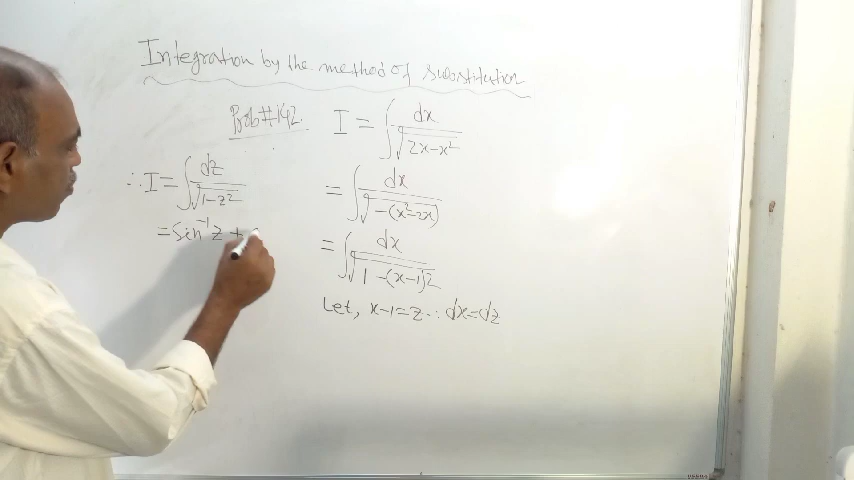 Integration by the method of substitution
Prob#142. I = ∫ dx/√(2x-x²)
= ∫ dx/√(-(x²-2x))
= ∫ dx/√(1-(x-1)²)
Let, x-1=z ∴ dx=dz
∴ I = ∫ dz/√(1-z²)
= Sin⁻¹z +